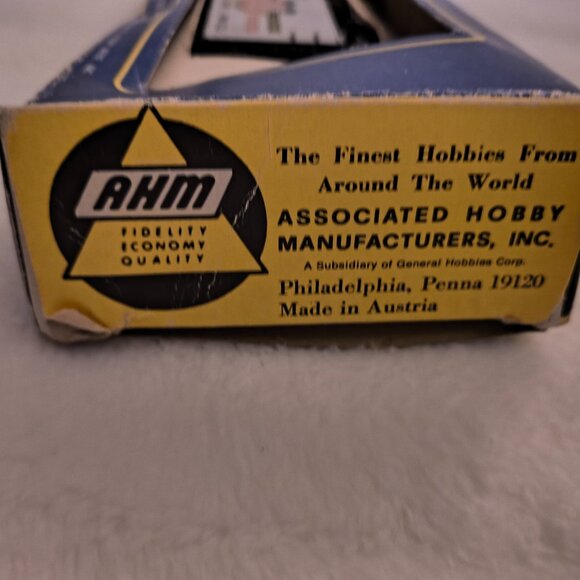 AHM
FIDELITY
ECONOMY
QUALITY
The Finest Hobbies From
Around The World
ASSOCIATED HOBBY
MANUFACTURERS, INC.
A Subsidiary of General Hobbies Corp.
Philadelphia, Penna 19120
Made in Austria